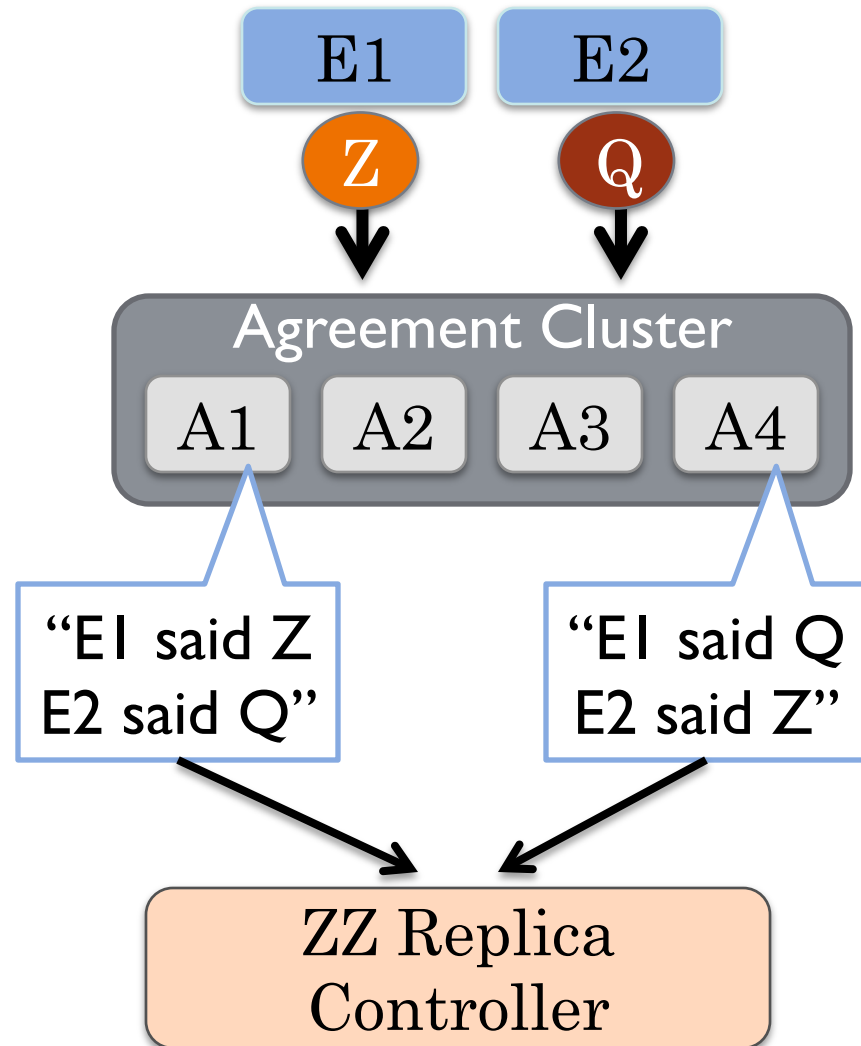 E1
E2
Z
Q
Agreement Cluster
A1
A2
A3
A4
“E1 said Z
E2 said Q”
“E1 said Q
E2 said Z”
ZZ Replica
Controller